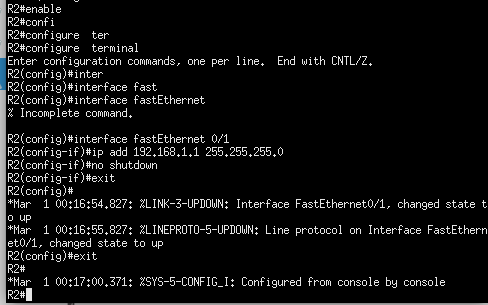 R2#enable
R2#confi
R2#configure  ter
R2#configure  terminal
Enter configuration commands, one per line.  End with CNTL/Z.
R2(config)#inter
R2(config)#interface fast
R2(config)#interface fastEthernet
% Incomplete command.
R2(config)#interface fastEthernet 0/1
R2(config-if)#ip add 192.168.1.1 255.255.255.0
R2(config-if)#no shutdown
R2(config-if)#exit
R2(config)#
*Mar  1 00:16:54.827: %LINK-3-UPDOWN: Interface FastEthernet0/1, changed state t
o up
*Mar  1 00:16:55.827: %LINEPROTO-5-UPDOWN: Line protocol on Interface FastEthern
et0/1, changed state to up
R2(config)#exit
R2#
*Mar  1 00:17:00.371: %SYS-5-CONFIG_I: Configured from console by console
R2#